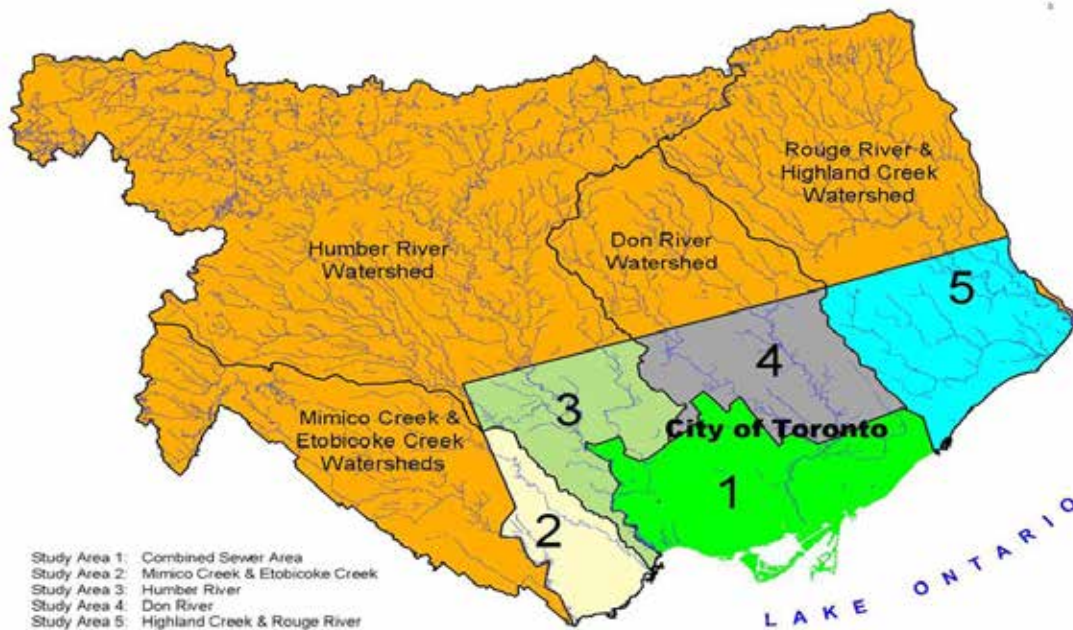 Rouge River &
Highland Creek
Watershed
Humber River
Watershed
Don River
Watershed
5
4
3
City of Toronto
Mimico Creek &
Etobicoke Creek
Watersheds
1
2
LAKE ONTARIO
Study Area 1: Combined Sewer Area
Study Area 2: Mimico Creek & Etobicoke Creek
Study Area 3: Humber River
Study Area 4: Don River
Study Area 5: Highland Creek & Rouge River